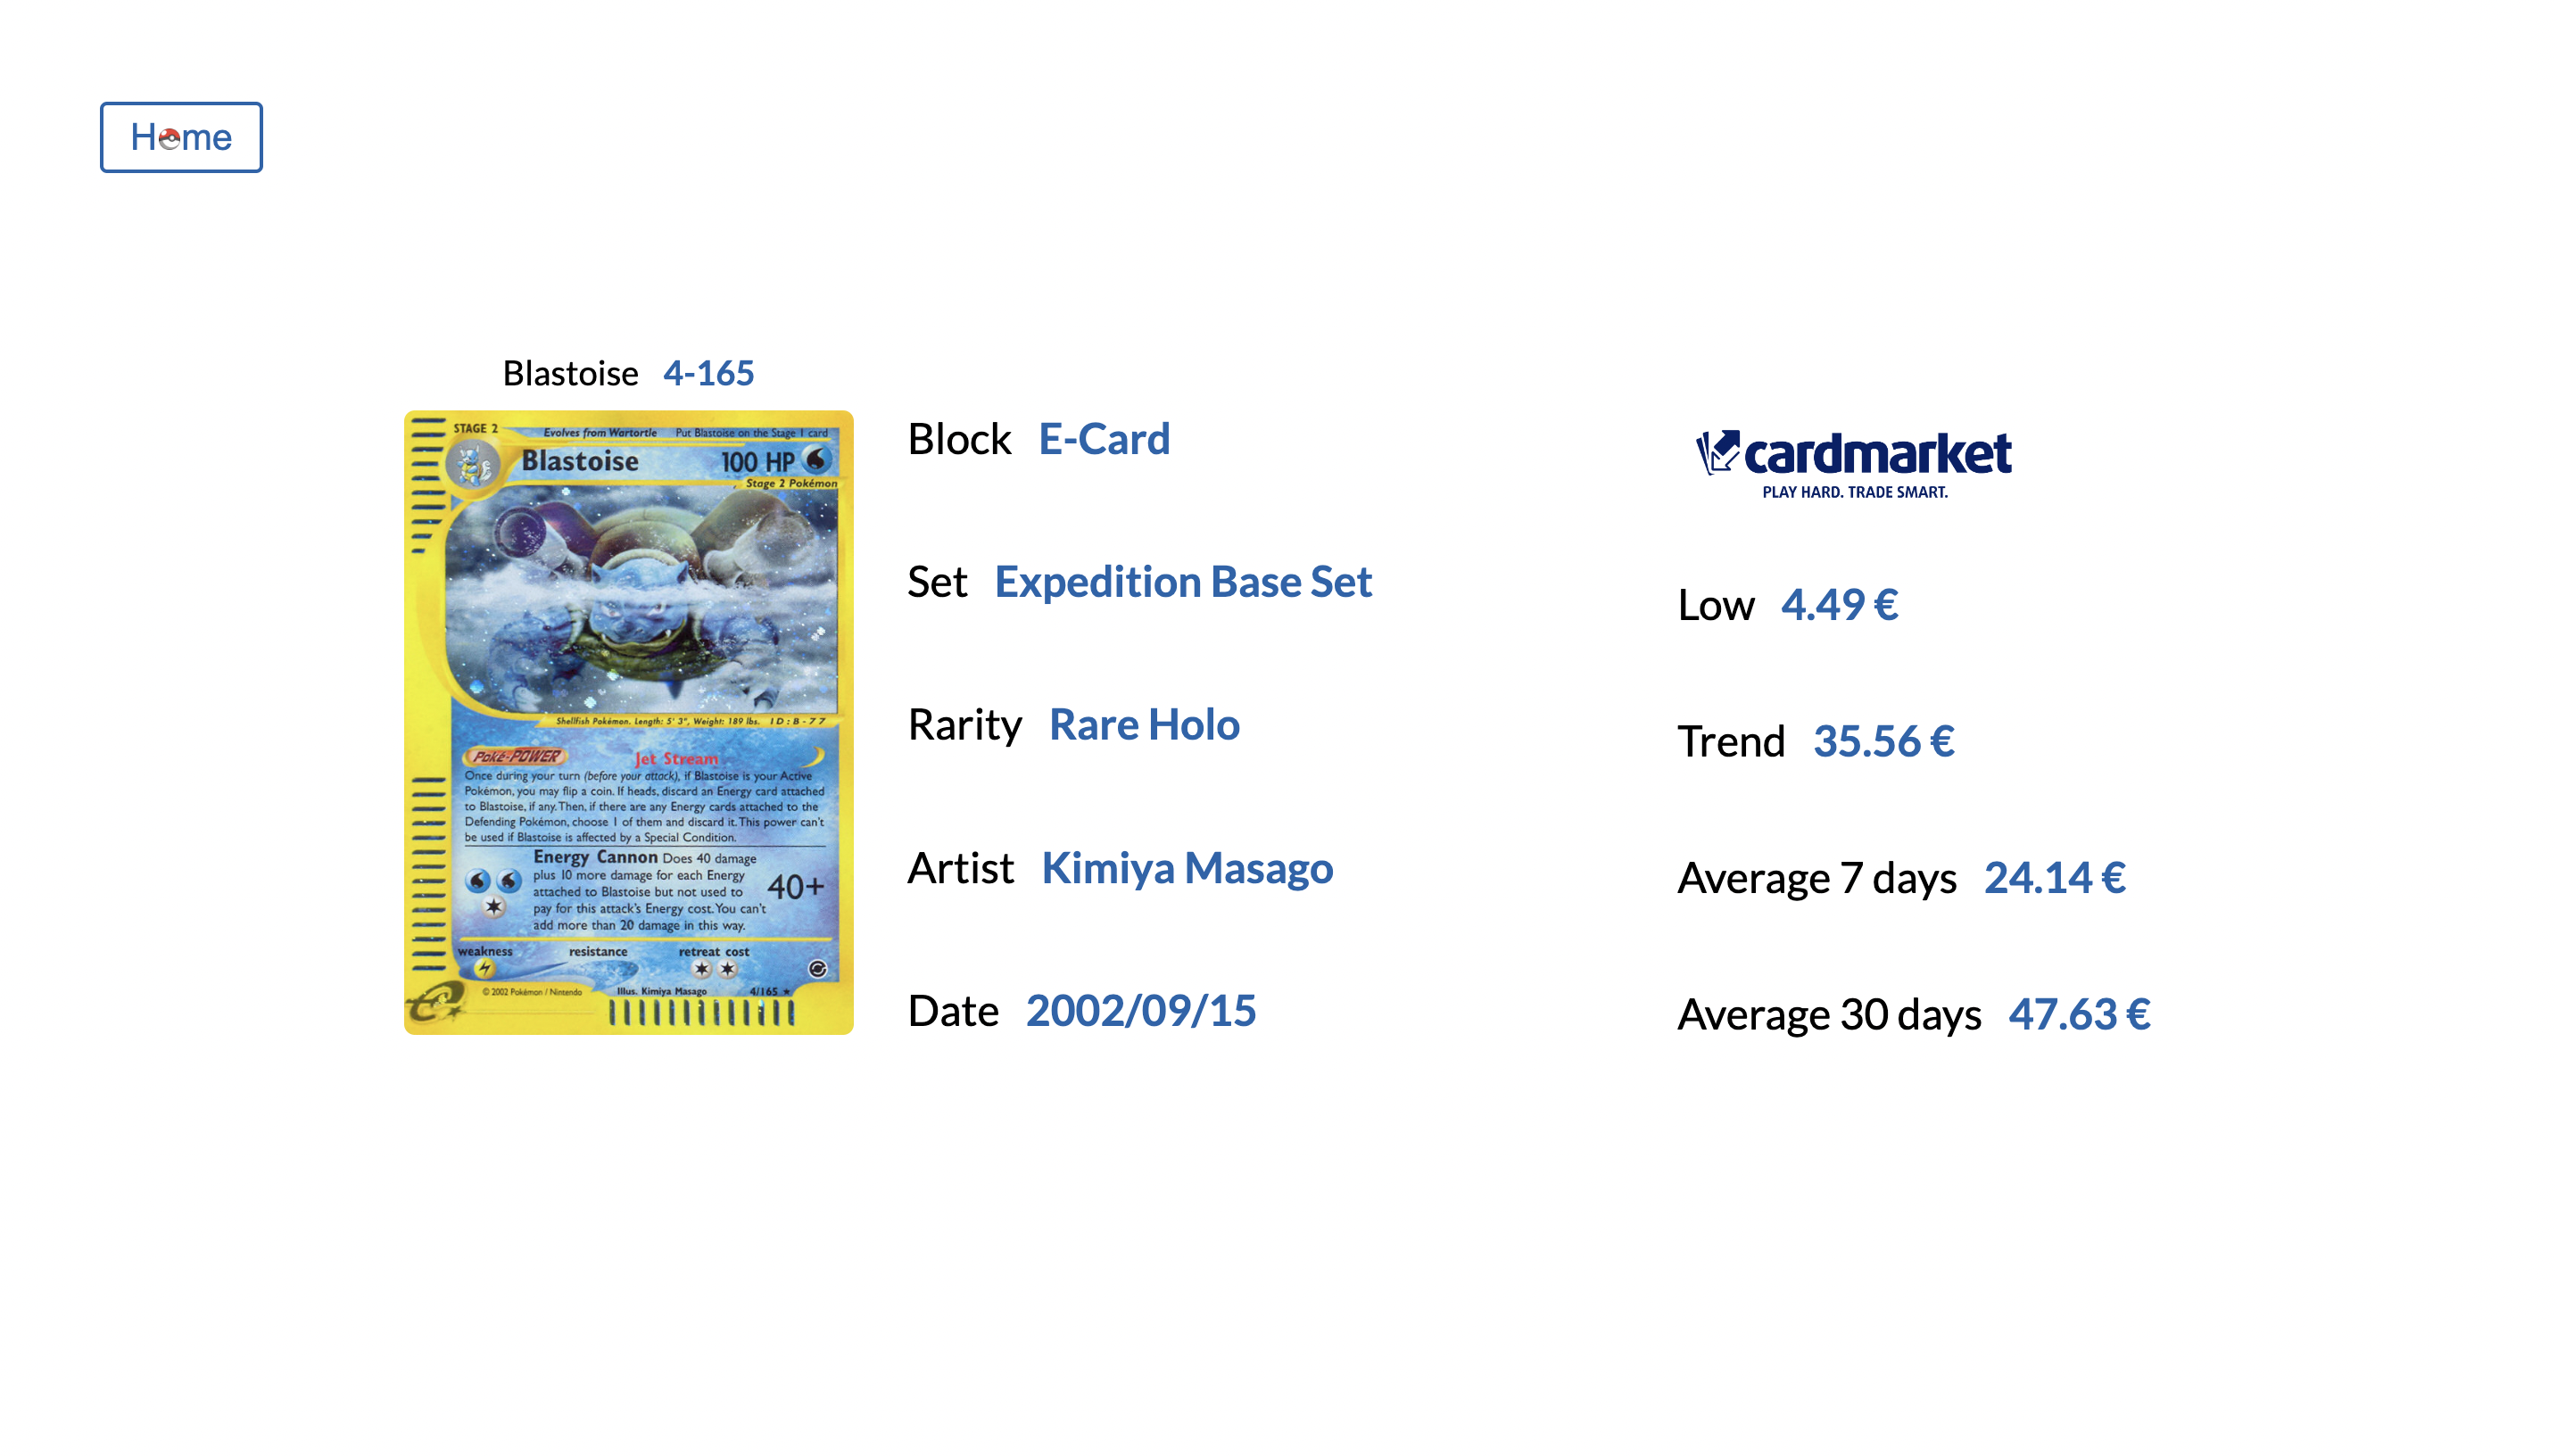 Home
Blastoise 4-165
STAGE 2 Evolves from Wartortle Put Blastoise on the Stage 1 card
Blastoise 100 HP
Stage 2 Pokémon
Shellfish Pokémon. Length: 5' 3", Weight: 189 lbs. ID : B - 7 7
Poké-POWER Jet Stream
Once during your turn (before your attack), if Blastoise is your Active
Pokémon, you may flip a coin. If heads, discard an Energy card attached
to Blastoise, if any. Then, if there are any Energy cards attached to the
Defending Pokémon, choose 1 of them and discard it. This power can't
be used if Blastoise is affected by a Special Condition.
Energy Cannon Does 40 damage
plus 10 more damage for each Energy
attached to Blastoise but not used to
pay for this attack's Energy cost. You can't
add more than 20 damage in this way.
40+
weakness resistance retreat cost
© 2002 Pokémon / Nintendo Illus. Kimiya Masago 4/165
Block E-Card
Set Expedition Base Set
Rarity Rare Holo
Artist Kimiya Masago
Date 2002/09/15
cardmarket
PLAY HARD. TRADE SMART.
Low 4.49 €
Trend 35.56 €
Average 7 days 24.14 €
Average 30 days 47.63 €